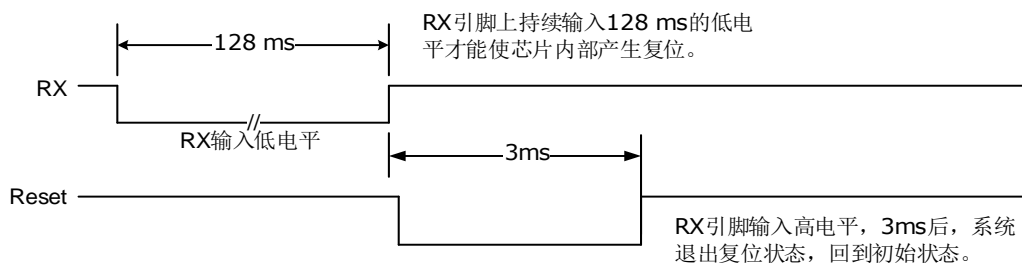 128 ms
RX引脚上持续输入128 ms的低电
平才能使芯片内部产生复位。
RX
RX输入低电平
3ms
Reset
RX引脚输入高电平，3ms后，系统
退出复位状态，回到初始状态。